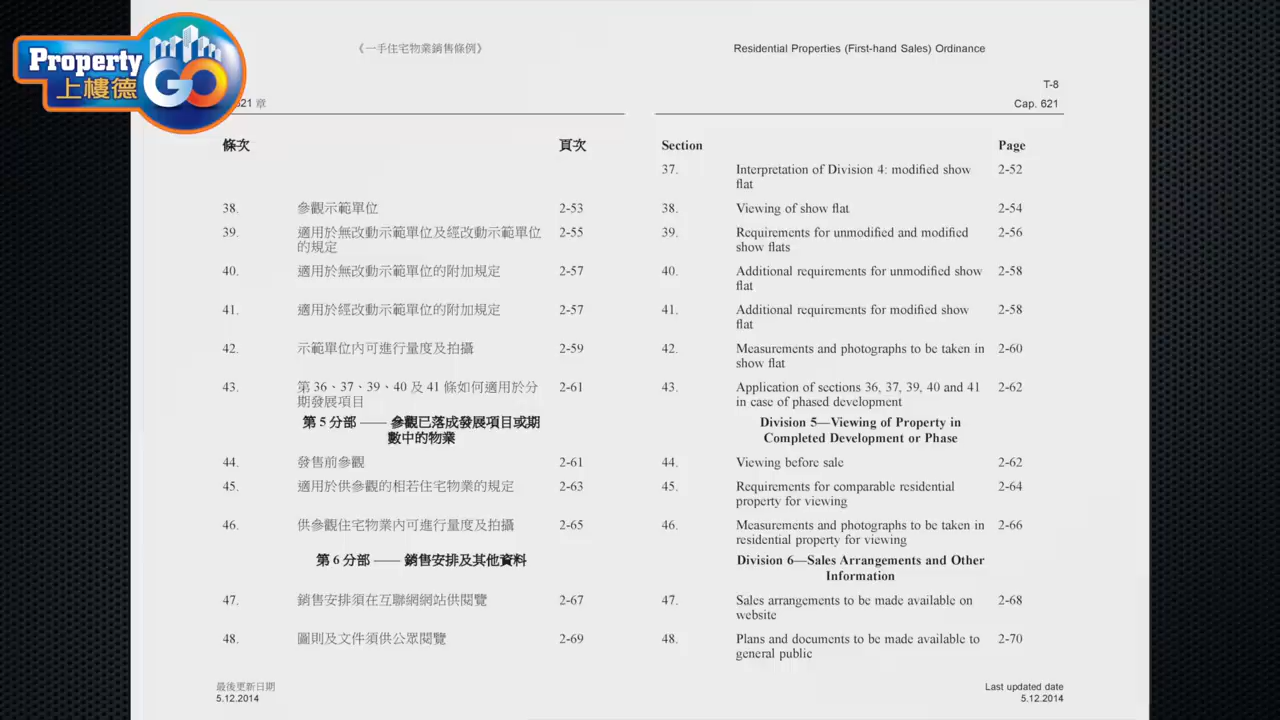 Property
上樓德
GO
《一手住宅物業銷售條例》
Residential Properties (First-hand Sales) Ordinance
T-8
621 章
Cap. 621
條次 頁次
Section Page
37. Interpretation of Division 4: modified show 2-52
flat
38. 參觀示範單位 2-53
38. Viewing of show flat 2-54
39. 適用於無改動示範單位及經改動示範單位 2-55
的規定
39. Requirements for unmodified and modified 2-56
show flats
40. 適用於無改動示範單位的附加規定 2-57
40. Additional requirements for unmodified show 2-58
flat
41. 適用於經改動示範單位的附加規定 2-57
41. Additional requirements for modified show 2-58
flat
42. 示範單位內可進行量度及拍攝 2-59
42. Measurements and photographs to be taken in 2-60
show flat
43. 第 36、37、39、40 及 41 條如何適用於分 2-61
期發展項目
43. Application of sections 36, 37, 39, 40 and 41 2-62
in case of phased development
第 5 分部 —— 參觀已落成發展項目或期
數中的物業
Division 5—Viewing of Property in
Completed Development or Phase
44. 發售前參觀 2-61
44. Viewing before sale 2-62
45. 適用於供參觀的相若住宅物業的規定 2-63
45. Requirements for comparable residential 2-64
property for viewing
46. 供參觀住宅物業內可進行量度及拍攝 2-65
46. Measurements and photographs to be taken in 2-66
residential property for viewing
第 6 分部 —— 銷售安排及其他資料
Division 6—Sales Arrangements and Other
Information
47. 銷售安排須在互聯網網站供閱覽 2-67
47. Sales arrangements to be made available on 2-68
website
48. 圖則及文件須供公眾閱覽 2-69
48. Plans and documents to be made available to 2-70
general public
最後更新日期
5.12.2014
Last updated date
5.12.2014